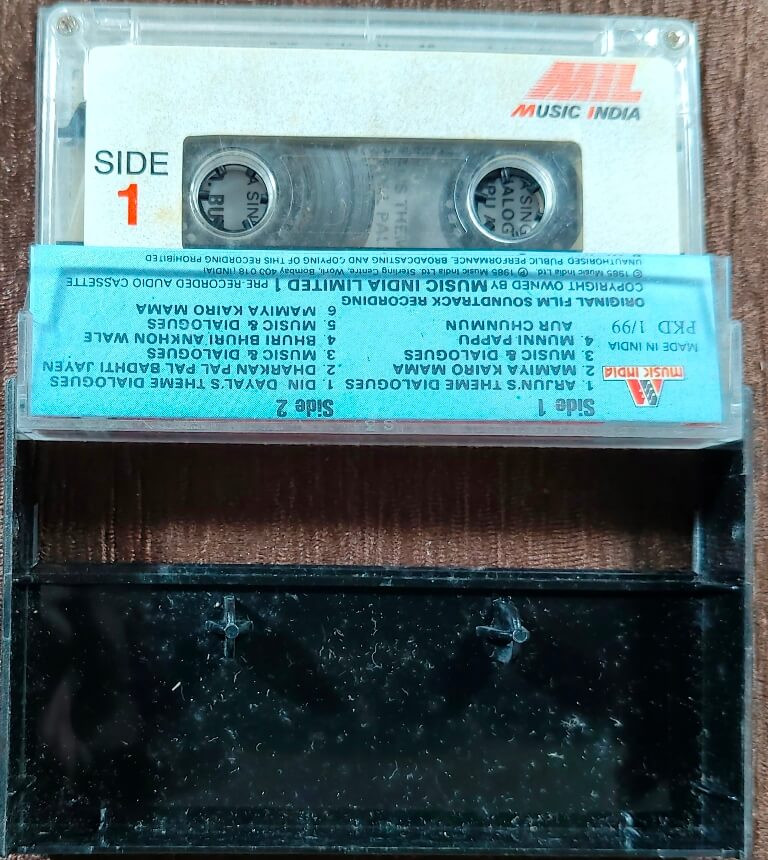 MIL
MUSIC INDIA
SIDE
1
Side 1
1. ARJUN'S THEME DIALOGUES
2. MAMIYA KAIRO MAMA
3. MUSIC & DIALOGUES
4. MUNNI PAPPU
AUR CHUNMUN
Side 2
1. DIN DAYAL'S THEME DIALOGUES
2. DHARKAN PAL PAL BADHTI JAYEN
3 MUSIC & DIALOGUES
4 BHURI BHURI ANKHON WALE
5. MUSIC & DIALOGUES
6 MAMIYA KAIRO MAMA
MUSIC INDIA
MADE IN INDIA
PKD 1/99
ORIGINAL FILM SOUNDTRACK RECORDING
COPYRIGHT OWNED BY MUSIC INDIA LIMITED 1 PRE-RECORDED AUDIO CASSETTE
© 1985 Music India Ltd. ℗ 1985 Music India Ltd. Sterling Centre, Worli, Bombay 400 018 (INDIA)
UNAUTHORISED PUBLIC PERFORMANCE, BROADCASTING AND COPYING OF THIS RECORDING PROHIBITED